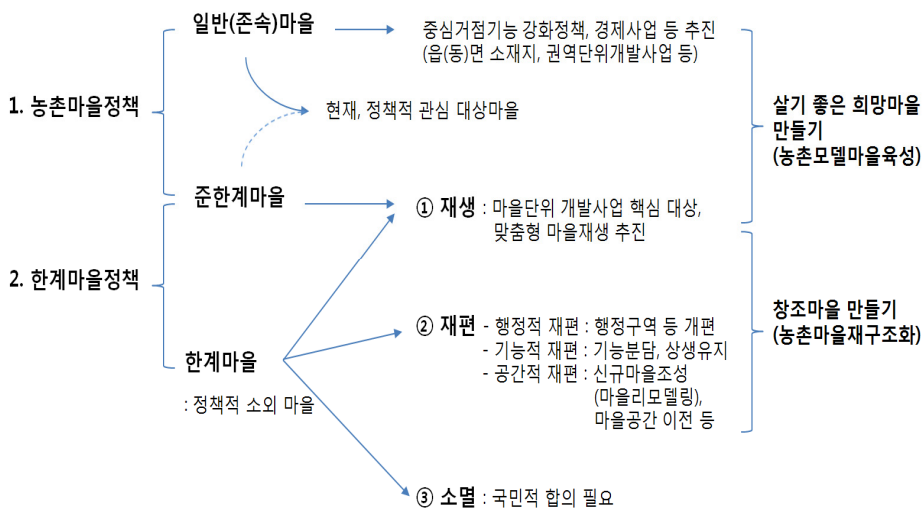 일반(존속)마을
중심거점기능 강화정책, 경제사업 등 추진
(읍(동)면 소재지, 권역단위개발사업 등)
1. 농촌마을정책
현재, 정책적 관심 대상마을
살기 좋은 희망마을
만들기
(농촌모델마을육성)
준한계마을
① 재생 : 마을단위 개발사업 핵심 대상,
맞춤형 마을재생 추진
2. 한계마을정책
한계마을
: 정책적 소외 마을
② 재편 - 행정적 재편 : 행정구역 등 개편
- 기능적 재편 : 기능분담, 상생유지
- 공간적 재편 : 신규마을조성
(마을리모델링),
마을공간 이전 등
창조마을 만들기
(농촌마을재구조화)
③ 소멸 : 국민적 합의 필요